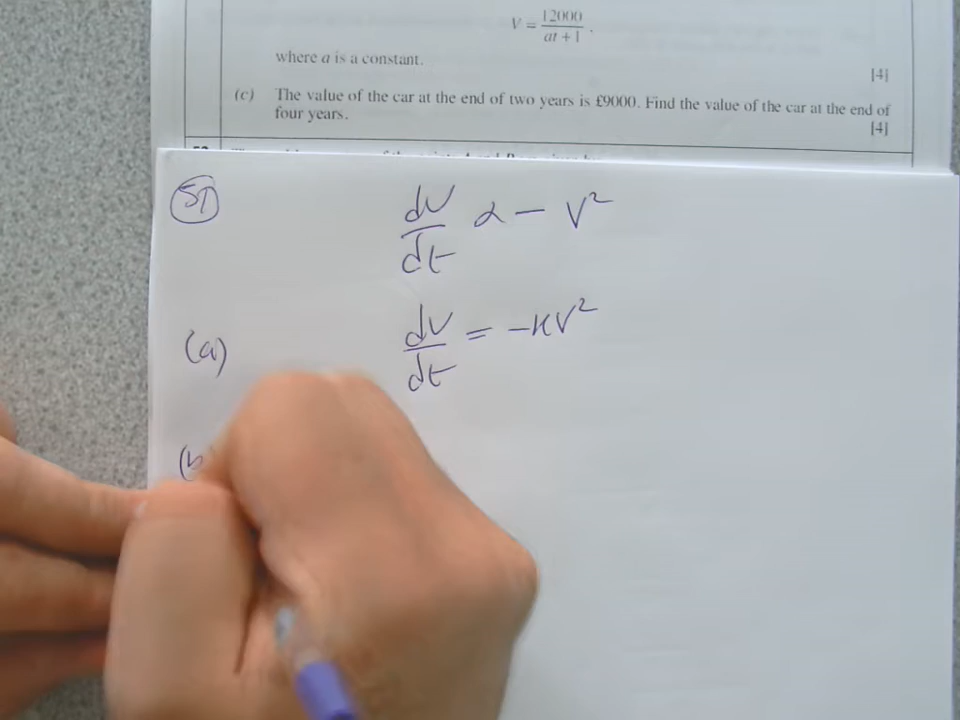 V = 12000 / at + 1 .
where a is a constant.
[4]
(c) The value of the car at the end of two years is £9000. Find the value of the car at the end of
four years.
[4]
51
dV/dt ∝ - V²
(a) dV/dt = -KV²
(b)